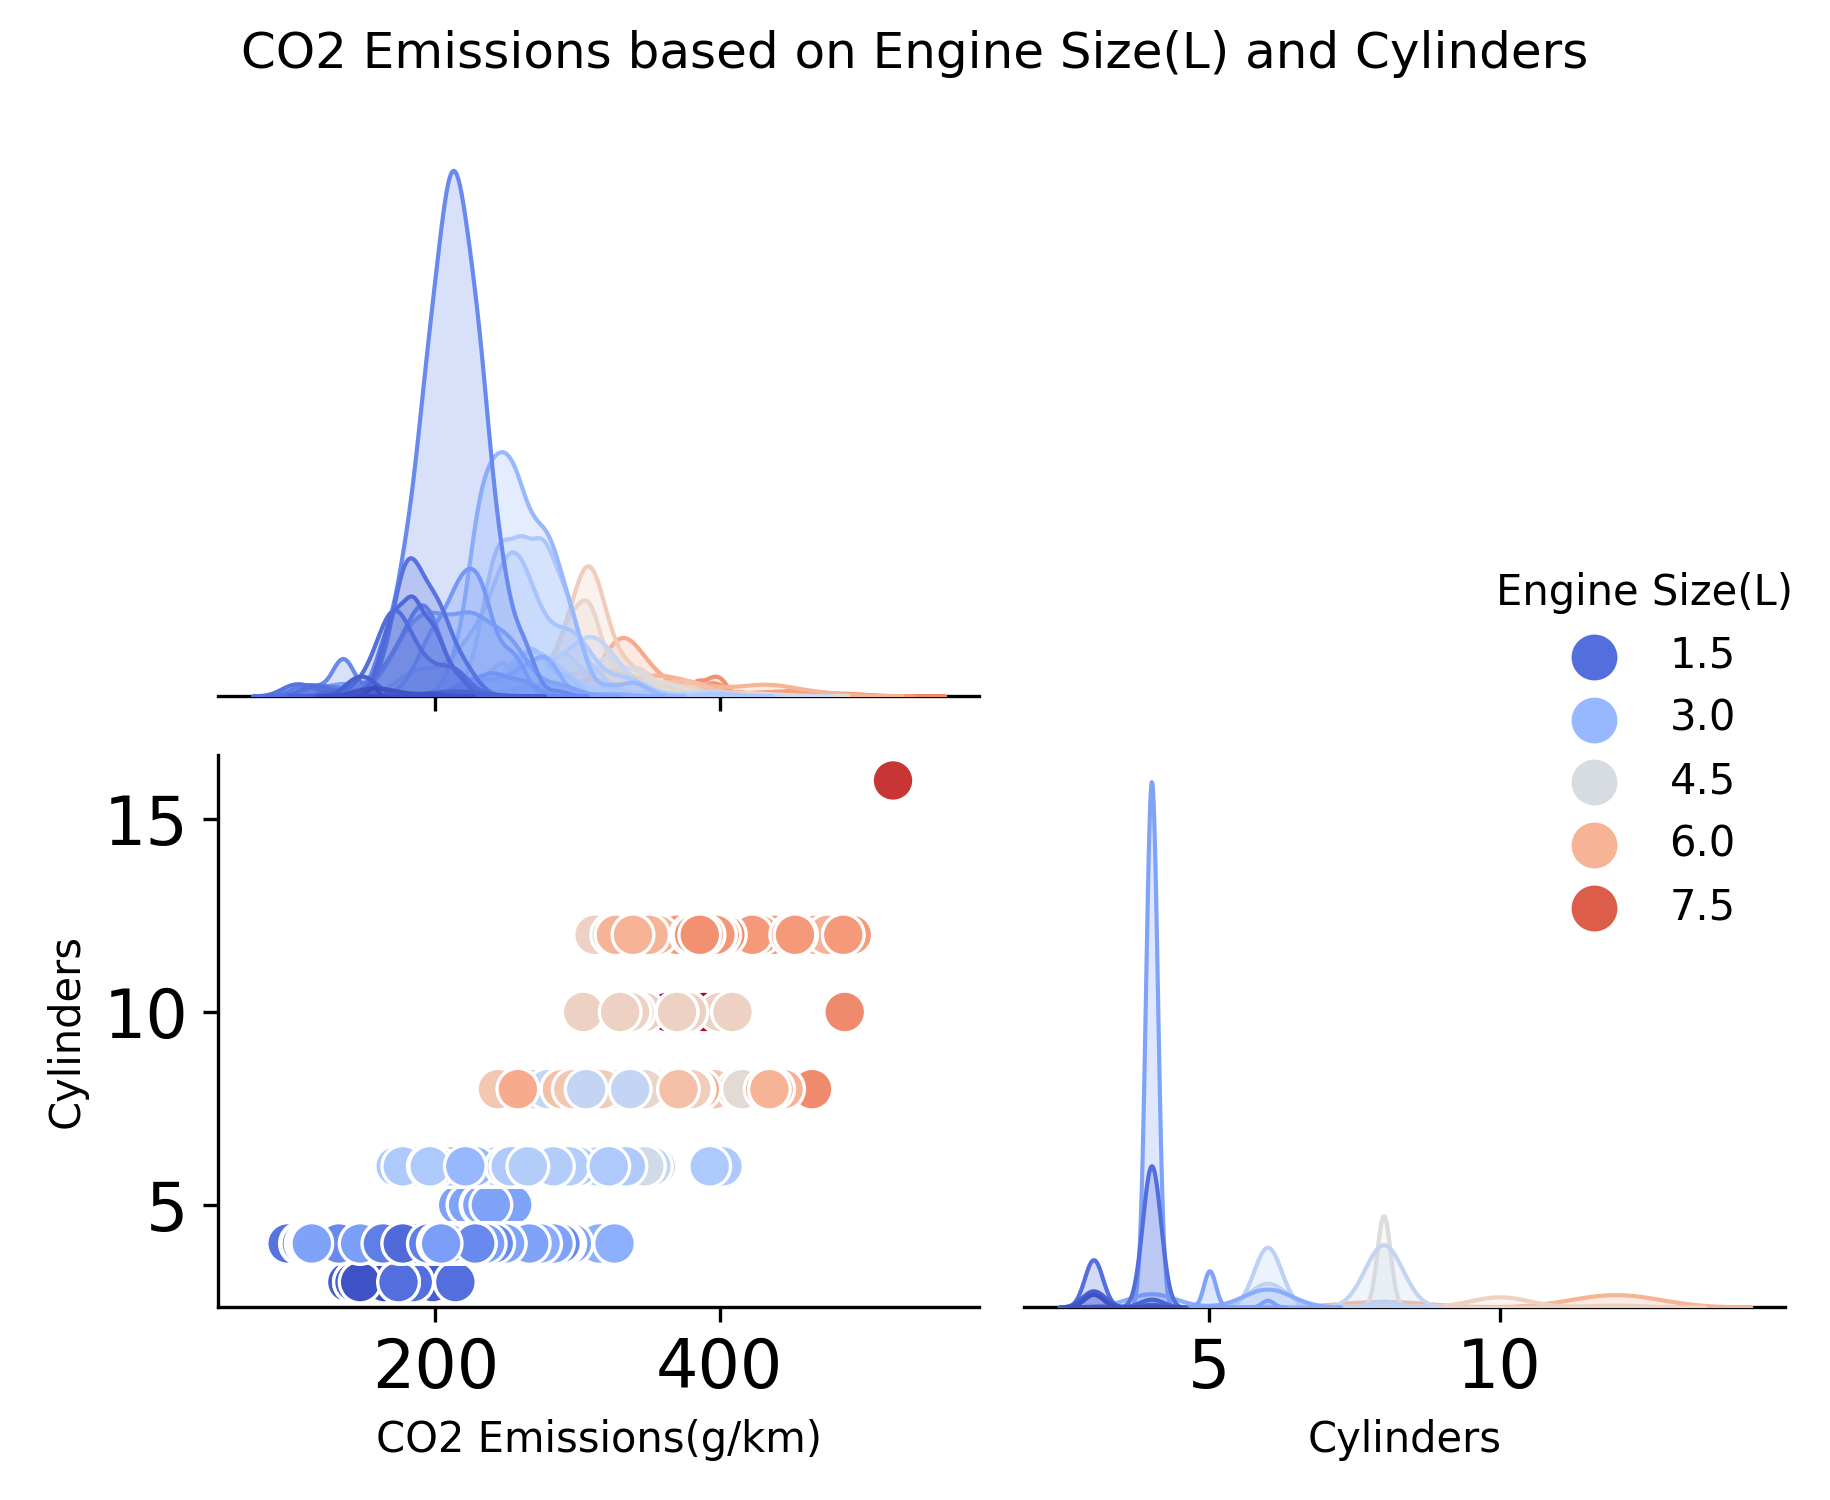 CO2 Emissions based on Engine Size(L) and Cylinders
Engine Size(L)
1.5
3.0
4.5
6.0
7.5
15
10
5
Cylinders
200
400
CO2 Emissions(g/km)
5
10
Cylinders